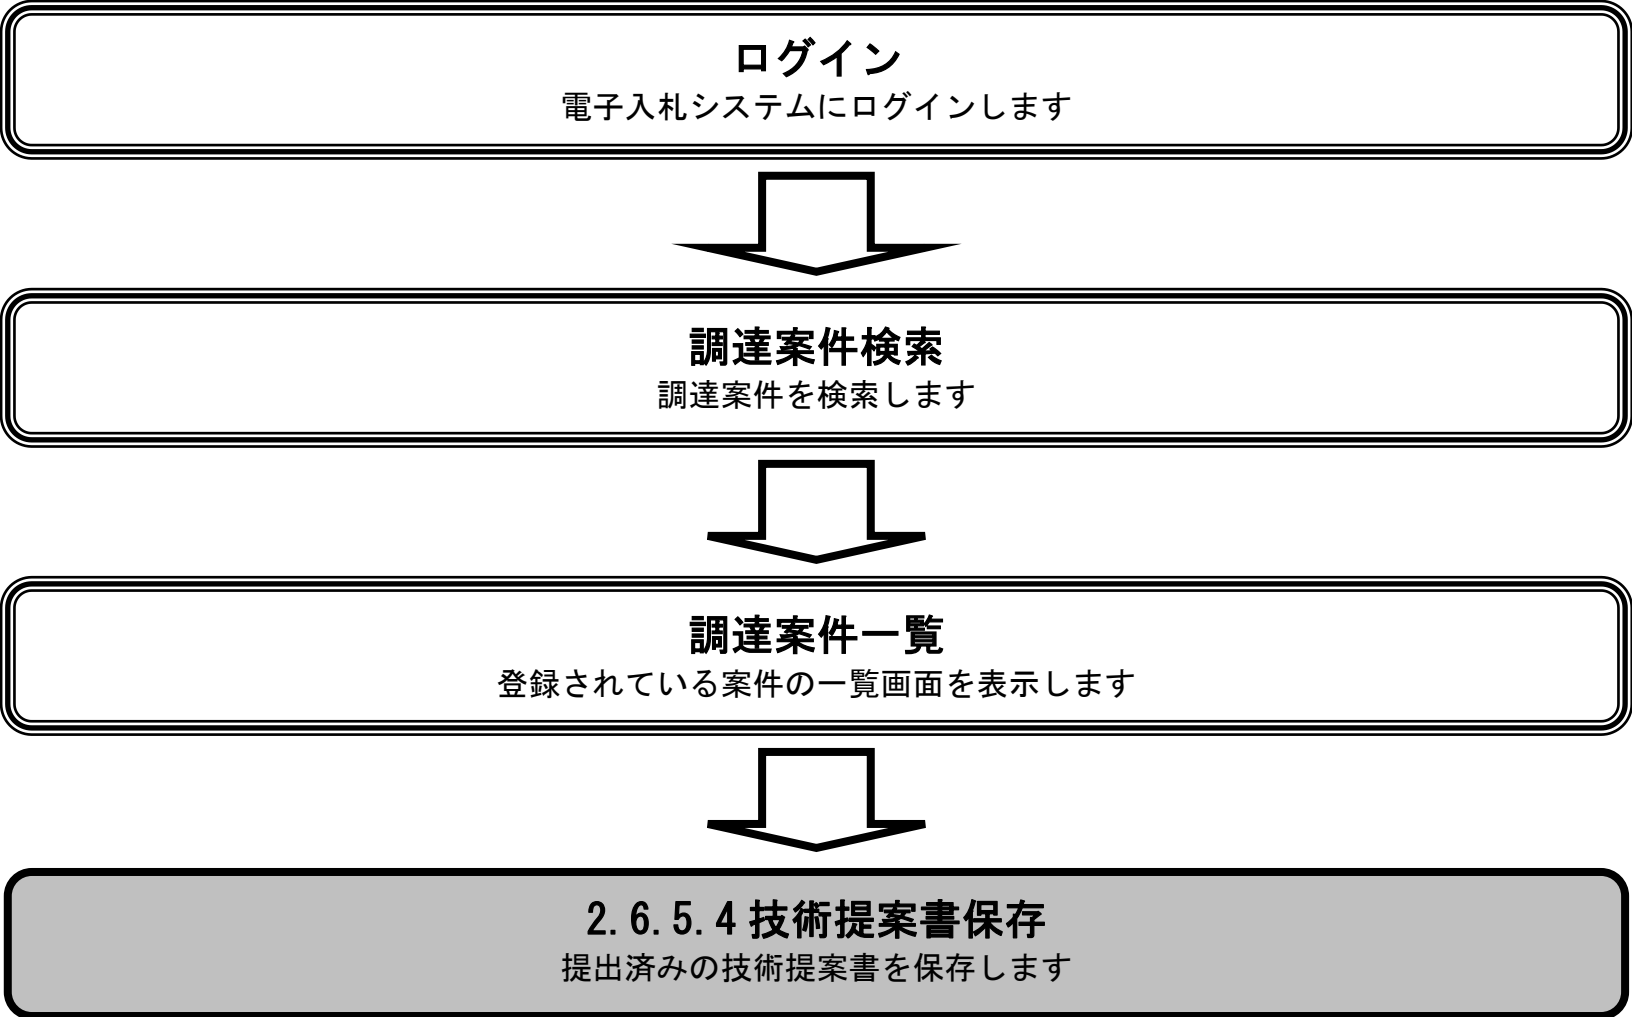 ログイン
電子入札システムにログインします
調達案件検索
調達案件を検索します
調達案件一覧
登録されている案件の一覧画面を表示します
2.6.5.4 技術提案書保存
提出済みの技術提案書を保存します